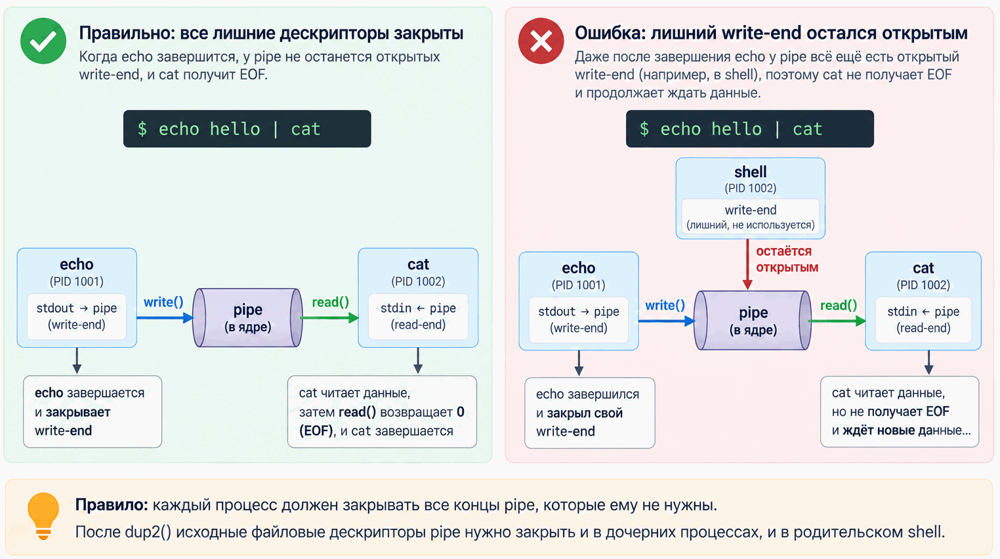 Правильно: все лишние дескрипторы закрыты
Когда echo завершится, у pipe не останется открытых
write-end, и cat получит EOF.
$ echo hello | cat
echo
(PID 1001)
stdout → pipe
(write-end)
write()
pipe
(в ядре)
read()
cat
(PID 1002)
stdin ← pipe
(read-end)
echo завершается
и закрывает
write-end
cat читает данные,
затем read() возвращает 0
(EOF), и cat завершается
Ошибка: лишний write-end остался открытым
Даже после завершения echo у pipe всё ещё есть открытый
write-end (например, в shell), поэтому cat не получает EOF
и продолжает ждать данные.
$ echo hello | cat
shell
(PID 1002)
write-end
(лишний, не используется)
остаётся
открытым
echo
(PID 1001)
stdout → pipe
(write-end)
write()
pipe
(в ядре)
read()
cat
(PID 1002)
stdin ← pipe
(read-end)
echo завершился
и закрыл свой
write-end
cat читает данные,
но не получает EOF
и ждёт новые данные...
Правило: каждый процесс должен закрывать все концы pipe, которые ему не нужны.
После dup2() исходные файловые дескрипторы pipe нужно закрыть и в дочерних процессах, и в родительском shell.